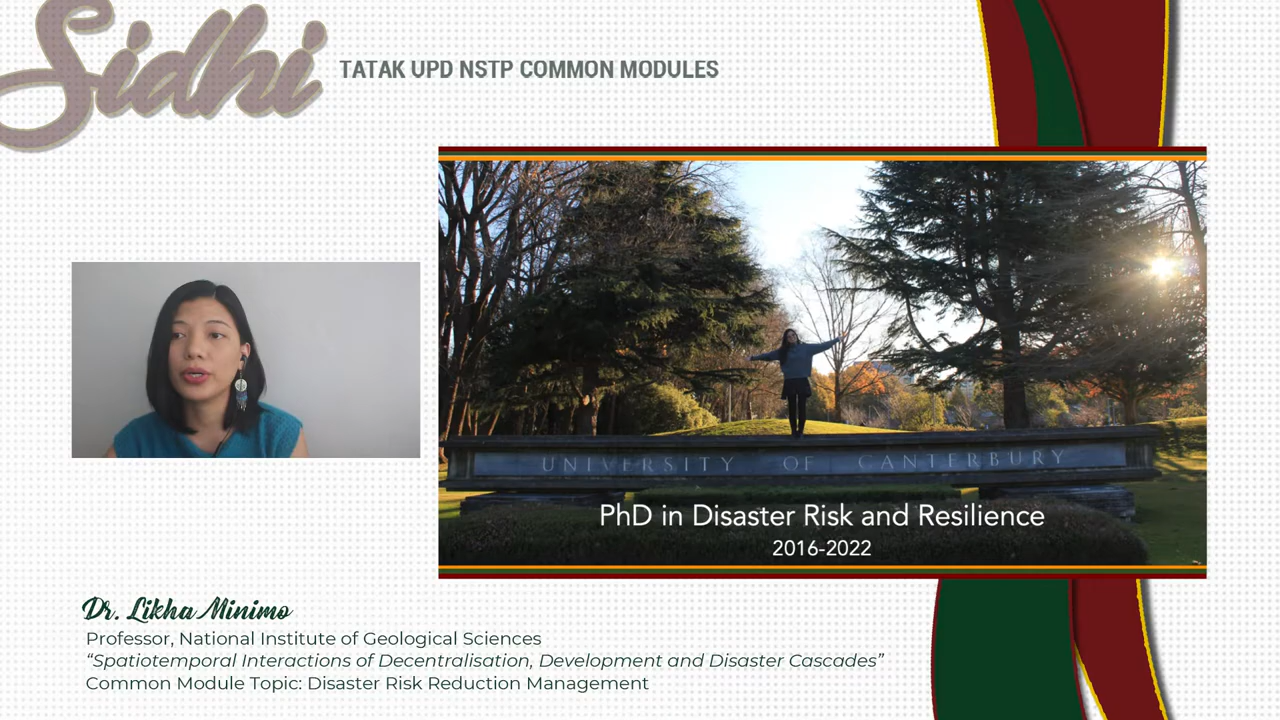 Sidhi
TATAK UPD NSTP COMMON MODULES
UNIVERSITY OF CANTERBURY
PhD in Disaster Risk and Resilience
2016-2022
Dr. Likha Minimo
Professor, National Institute of Geological Sciences
“Spatiotemporal Interactions of Decentralisation, Development and Disaster Cascades”
Common Module Topic: Disaster Risk Reduction Management